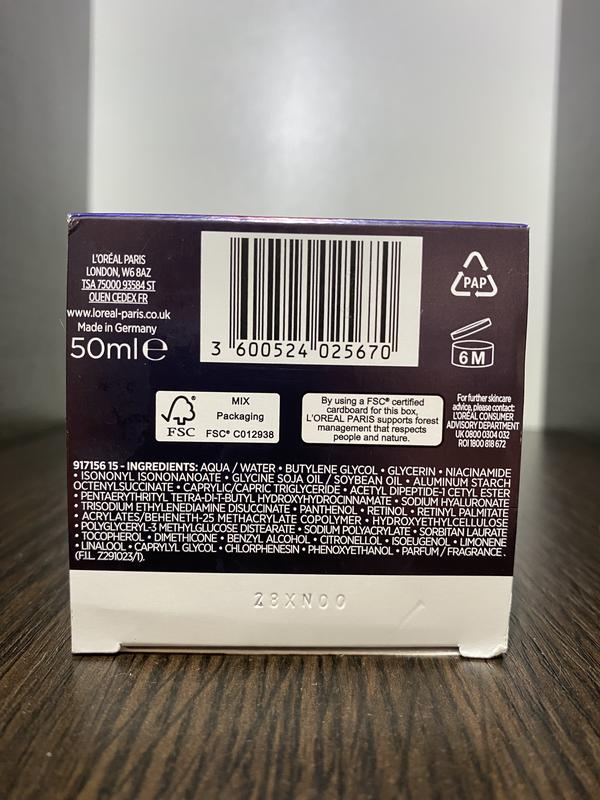 L'ORÉAL PARIS
LONDON, W6 8AZ
TSA 75000 93584 ST
OUEN CEDEX FR
www.loreal-paris.co.uk
Made in Germany
50ml e
3 600524 025670
PAP
6 M
FSC
MIX
Packaging
FSC® C012938
By using a FSC® certified
cardboard for this box,
L'ORÉAL PARIS supports forest
management that respects
people and nature.
For further skincare
advice, please contact:
L'ORÉAL CONSUMER
ADVISORY DEPARTMENT
UK 0800 0304 032
ROI 1800 818 672
917156 15 - INGREDIENTS: AQUA / WATER • BUTYLENE GLYCOL • GLYCERIN • NIACINAMIDE
• ISONONYL ISONONANOATE • GLYCINE SOJA OIL / SOYBEAN OIL • ALUMINUM STARCH
OCTENYLSUCCINATE • CAPRYLIC/CAPRIC TRIGLYCERIDE • ACETYL DIPEPTIDE-1 CETYL ESTER
• PENTAERYTHRITYL TETRA-DI-T-BUTYL HYDROXYHYDROCINNAMATE • SODIUM HYALURONATE
• TRISODIUM ETHYLENEDIAMINE DISUCCINATE • PANTHENOL • RETINOL • RETINYL PALMITATE
• ACRYLATES/BEHENETH-25 METHACRYLATE COPOLYMER • HYDROXYETHYLCELLULOSE
• POLYGLYCERYL-3 METHYLGLUCOSE DISTEARATE • SODIUM POLYACRYLATE • SORBITAN LAURATE
• TOCOPHEROL • DIMETHICONE • BENZYL ALCOHOL • CITRONELLOL • ISOEUGENOL • LIMONENE
• LINALOOL • CAPRYLYL GLYCOL • CHLORPHENESIN • PHENOXYETHANOL • PARFUM / FRAGRANCE.
(F.I.L. Z291023/1).
28XN00